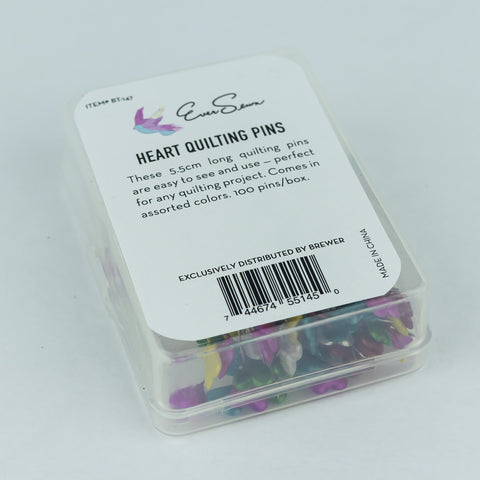 ITEM# BT-147
Ever Sewn
HEART QUILTING PINS
These 5.5cm long quilting pins
are easy to see and use – perfect
for any quilting project. Comes in
assorted colors. 100 pins/box.
EXCLUSIVELY DISTRIBUTED BY BREWER
MADE IN CHINA
7 44674 55145 0